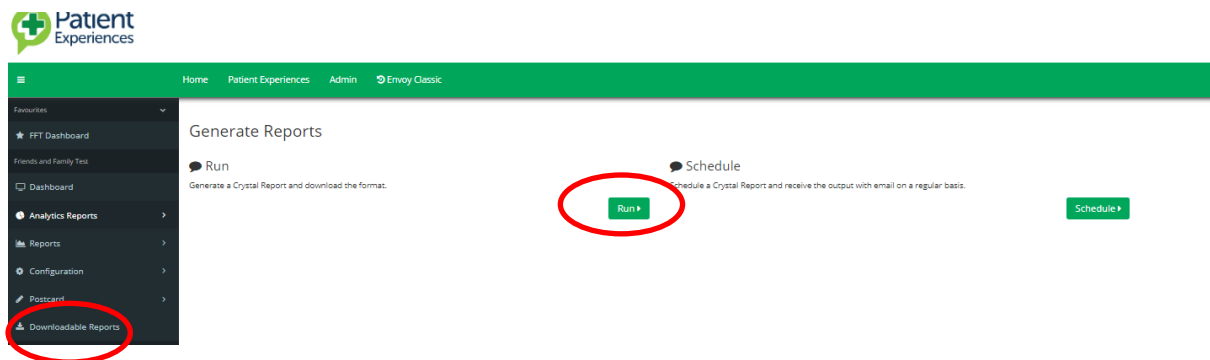 Patient
Experiences
Home Patient Experiences Admin Envoy Classic
Favourites
FFT Dashboard
Friends and Family Test
Dashboard
Analytics Reports
Reports
Configuration
Postcard
Downloadable Reports
Generate Reports
Run
Generate a Crystal Report and download the format.
Run
Schedule
Schedule a Crystal Report and receive the output with email on a regular basis.
Schedule